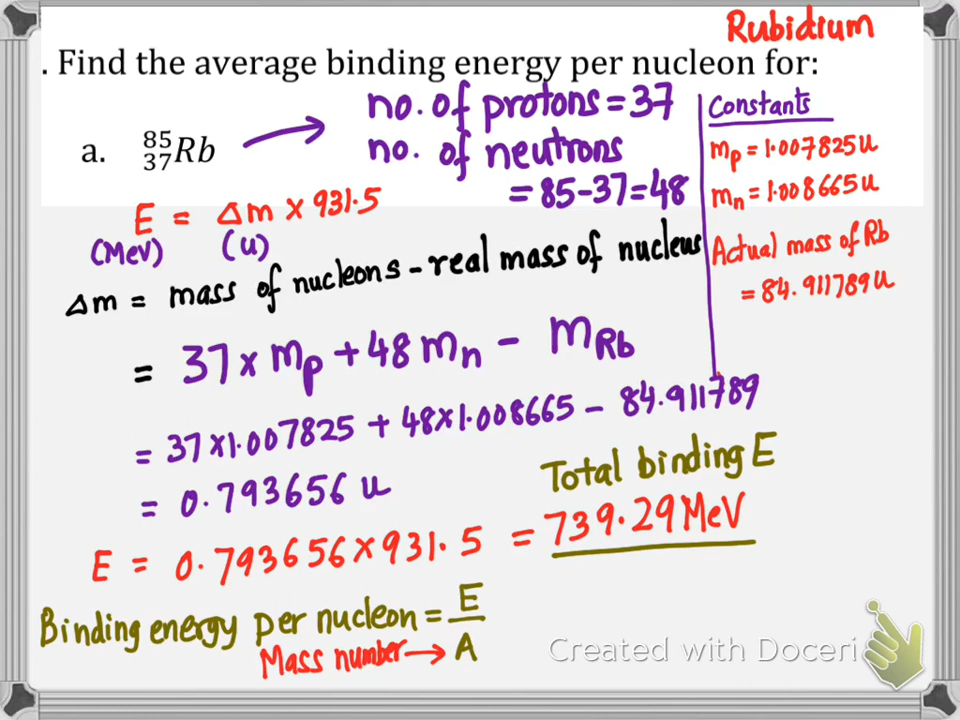 Rubidium
. Find the average binding energy per nucleon for:
a. ⁸⁵₃₇Rb
no. of protons = 37
no. of neutrons
= 85-37 = 48
Constants
mₚ = 1.007825 u
mₙ = 1.008665 u
Actual mass of Rb
= 84.911789 u
E = Δm × 931.5
(MeV) (u)
Δm = mass of nucleons - real mass of nucleus
= 37 × mₚ + 48 mₙ - m_Rb
= 37 × 1.007825 + 48 × 1.008665 - 84.911789
= 0.793656 u
Total binding E
E = 0.793656 × 931.5 = 739.29 MeV
Binding energy per nucleon = E/A
Mass number → 
Created with Doceri